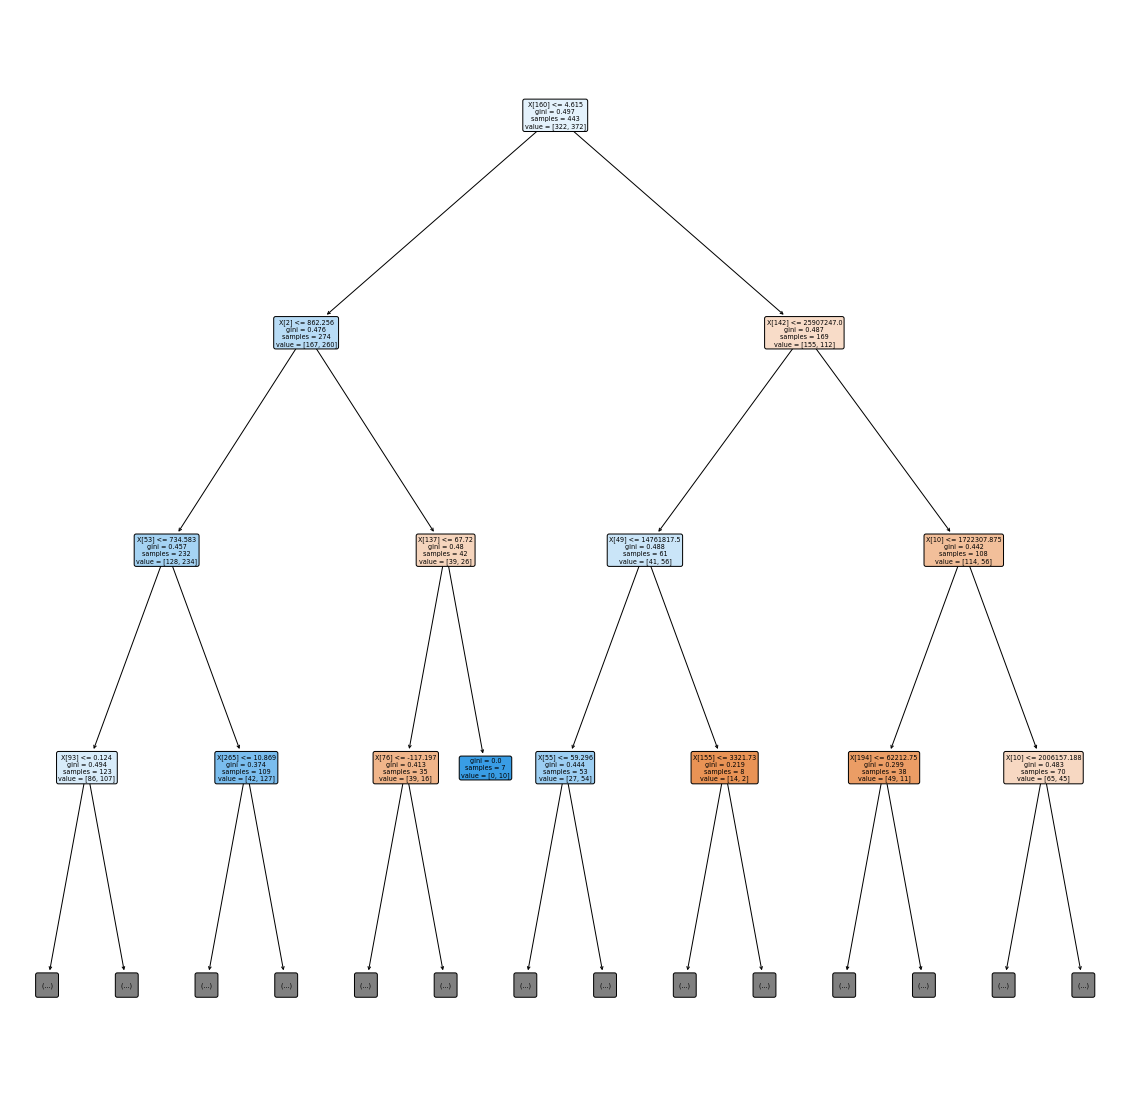 X[160] <= 4.615
gini = 0.497
samples = 443
value = [322, 372]
X[2] <= 862.256
gini = 0.476
samples = 274
value = [167, 260]
X[142] <= 25907247.0
gini = 0.487
samples = 169
value = [155, 112]
X[53] <= 734.583
gini = 0.457
samples = 232
value = [128, 234]
X[137] <= 67.72
gini = 0.48
samples = 42
value = [39, 26]
X[49] <= 14761817.5
gini = 0.488
samples = 61
value = [41, 56]
X[10] <= 1722307.875
gini = 0.442
samples = 108
value = [114, 56]
X[93] <= 0.124
gini = 0.494
samples = 123
value = [86, 107]
X[265] <= 10.869
gini = 0.374
samples = 109
value = [42, 127]
X[76] <= -117.197
gini = 0.413
samples = 35
value = [39, 16]
gini = 0.0
samples = 7
value = [0, 10]
X[55] <= 59.296
gini = 0.444
samples = 53
value = [27, 54]
X[155] <= 3321.73
gini = 0.219
samples = 8
value = [14, 2]
X[194] <= 62212.75
gini = 0.299
samples = 38
value = [49, 11]
X[10] <= 2006157.188
gini = 0.483
samples = 70
value = [65, 45]
(...)
(...)
(...)
(...)
(...)
(...)
(...)
(...)
(...)
(...)
(...)
(...)
(...)
(...)